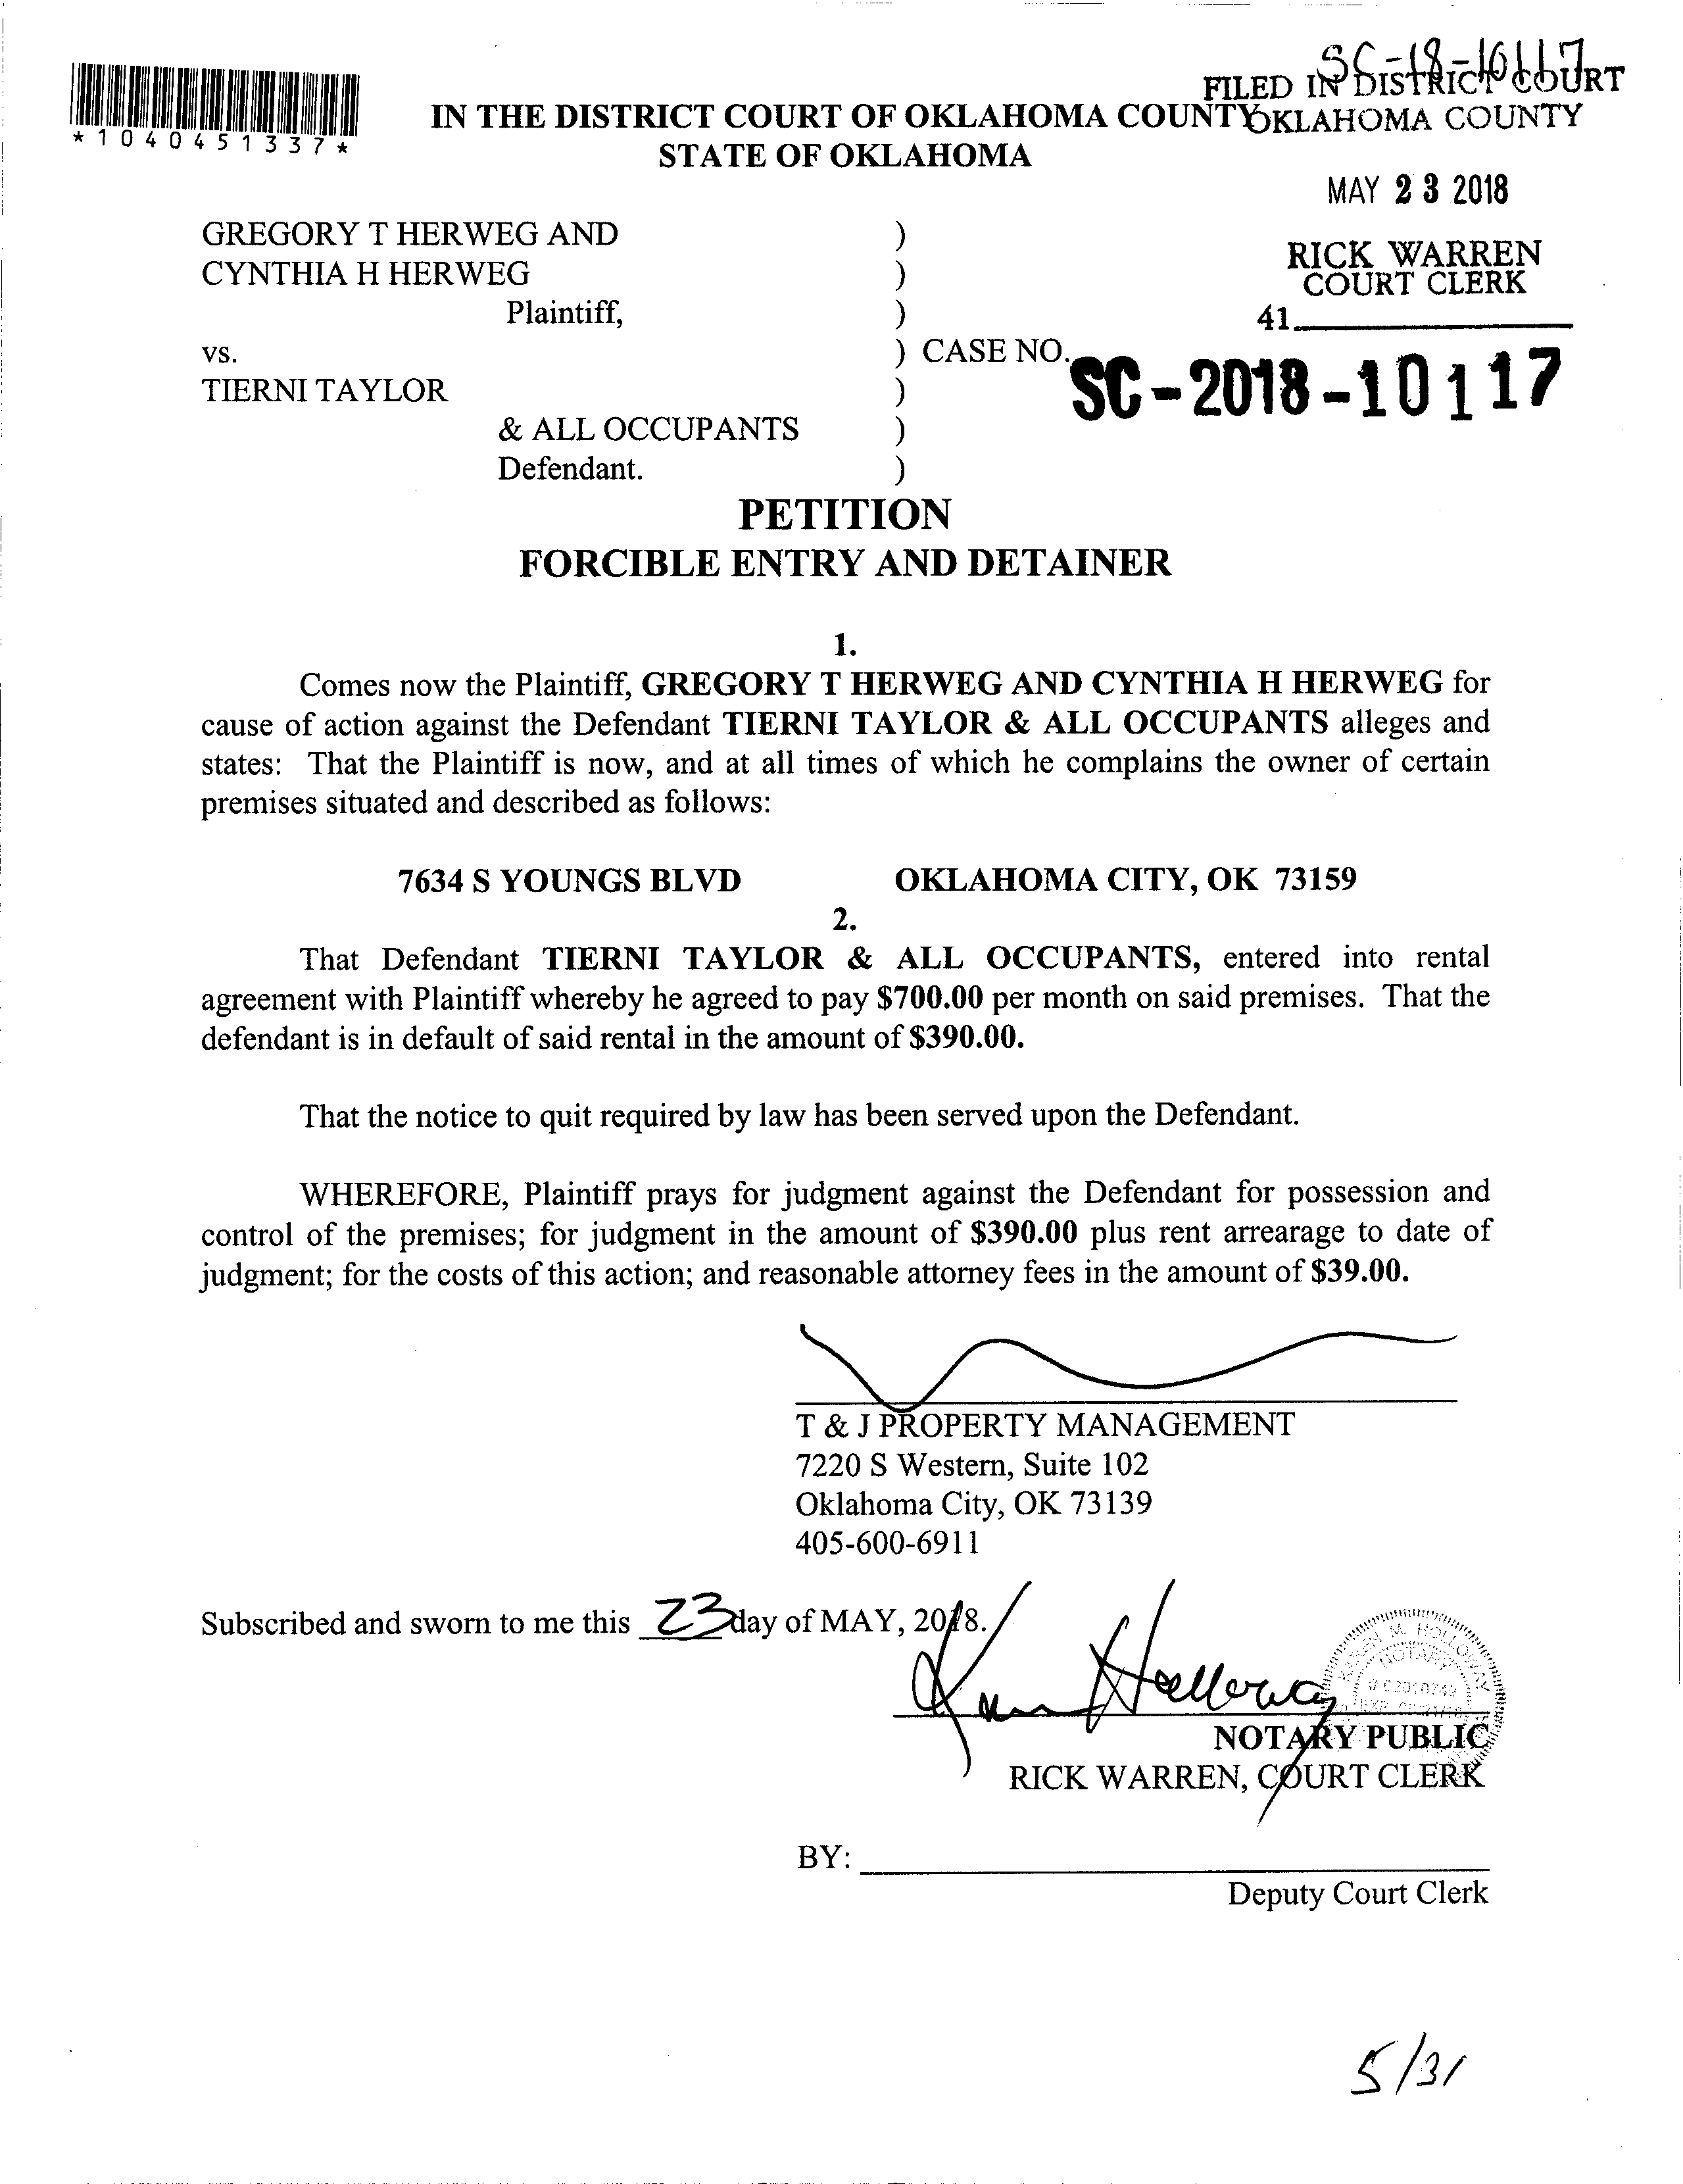 SC-18-10117
FILED IN DISTRICT COURT
OKLAHOMA COUNTY
*1040451337*
IN THE DISTRICT COURT OF OKLAHOMA COUNTY
STATE OF OKLAHOMA
MAY 23 2018
RICK WARREN
COURT CLERK
41
GREGORY T HERWEG AND )
CYNTHIA H HERWEG )
Plaintiff, )
vs. ) CASE NO. SC-2018-10117
TIERNI TAYLOR )
& ALL OCCUPANTS )
Defendant. )
PETITION
FORCIBLE ENTRY AND DETAINER
1.
Comes now the Plaintiff, GREGORY T HERWEG AND CYNTHIA H HERWEG for
cause of action against the Defendant TIERNI TAYLOR & ALL OCCUPANTS alleges and
states: That the Plaintiff is now, and at all times of which he complains the owner of certain
premises situated and described as follows:
7634 S YOUNGS BLVD OKLAHOMA CITY, OK 73159
2.
That Defendant TIERNI TAYLOR & ALL OCCUPANTS, entered into rental
agreement with Plaintiff whereby he agreed to pay $700.00 per month on said premises. That the
defendant is in default of said rental in the amount of $390.00.
That the notice to quit required by law has been served upon the Defendant.
WHEREFORE, Plaintiff prays for judgment against the Defendant for possession and
control of the premises; for judgment in the amount of $390.00 plus rent arrearage to date of
judgment; for the costs of this action; and reasonable attorney fees in the amount of $39.00.
T & J PROPERTY MANAGEMENT
7220 S Western, Suite 102
Oklahoma City, OK 73139
405-600-6911
Subscribed and sworn to me this 23 day of MAY, 2018.
Holloway
M. HOLLOWAY
NOTARY
NOTARY PUBLIC
RICK WARREN, COURT CLERK
BY:
Deputy Court Clerk
5/31